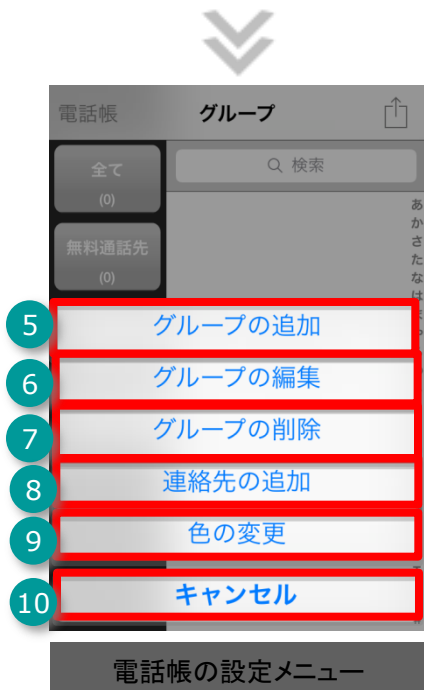 電話帳 グループ
全て
(0)
検索
無料通話先
(0)
あ
か
さ
た
な
は
5 グループの追加
6 グループの編集
7 グループの削除
8 連絡先の追加
9 色の変更
10 キャンセル
電話帳の設定メニュー